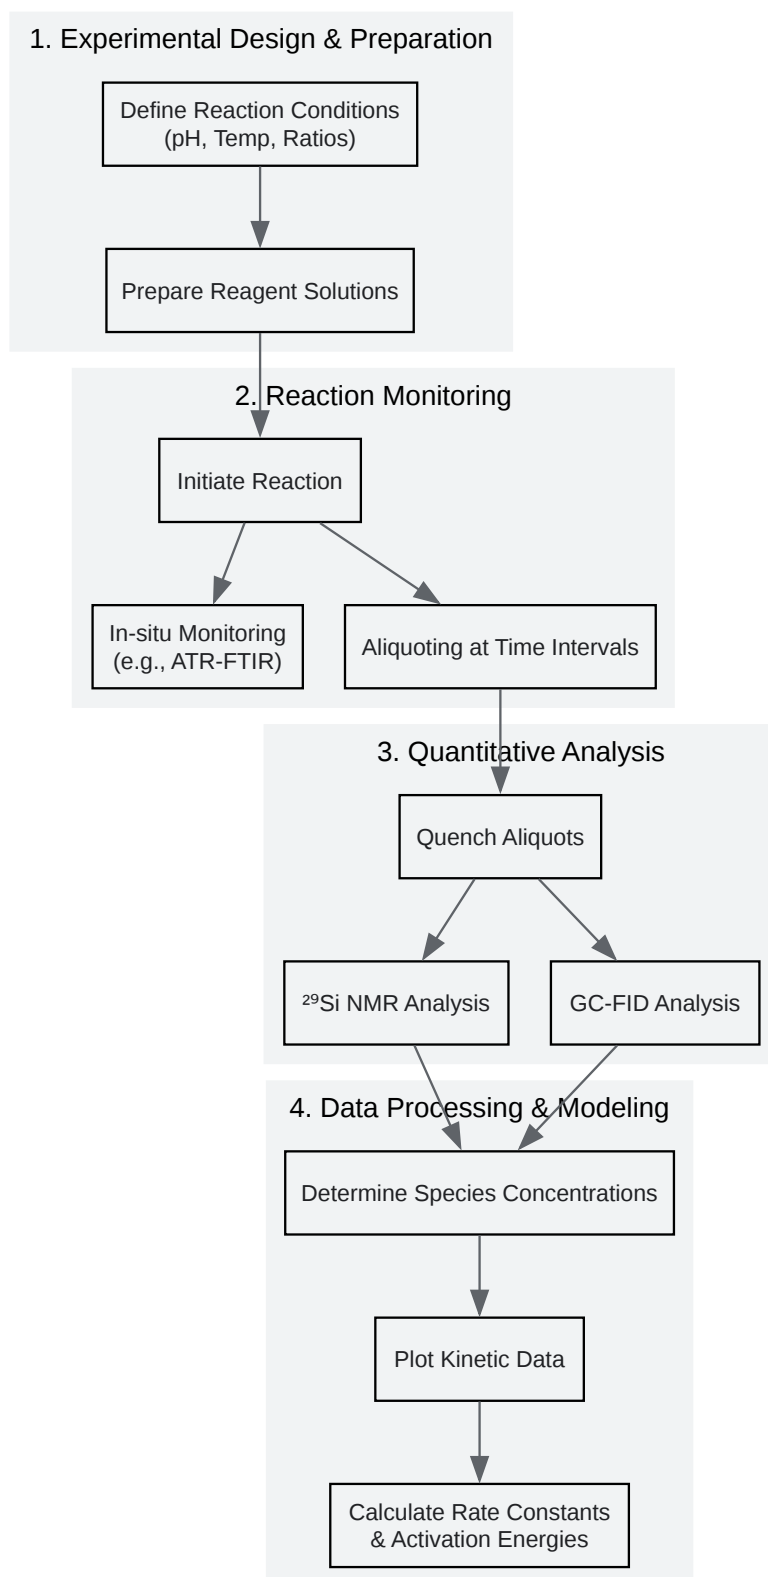 1. Experimental Design & Preparation
Define Reaction Conditions
(pH, Temp, Ratios)
Prepare Reagent Solutions
2. Reaction Monitoring
Initiate Reaction
In-situ Monitoring
(e.g., ATR-FTIR)
Aliquoting at Time Intervals
3. Quantitative Analysis
Quench Aliquots
²⁹Si NMR Analysis
GC-FID Analysis
4. Data Processing & Modeling
Determine Species Concentrations
Plot Kinetic Data
Calculate Rate Constants
& Activation Energies